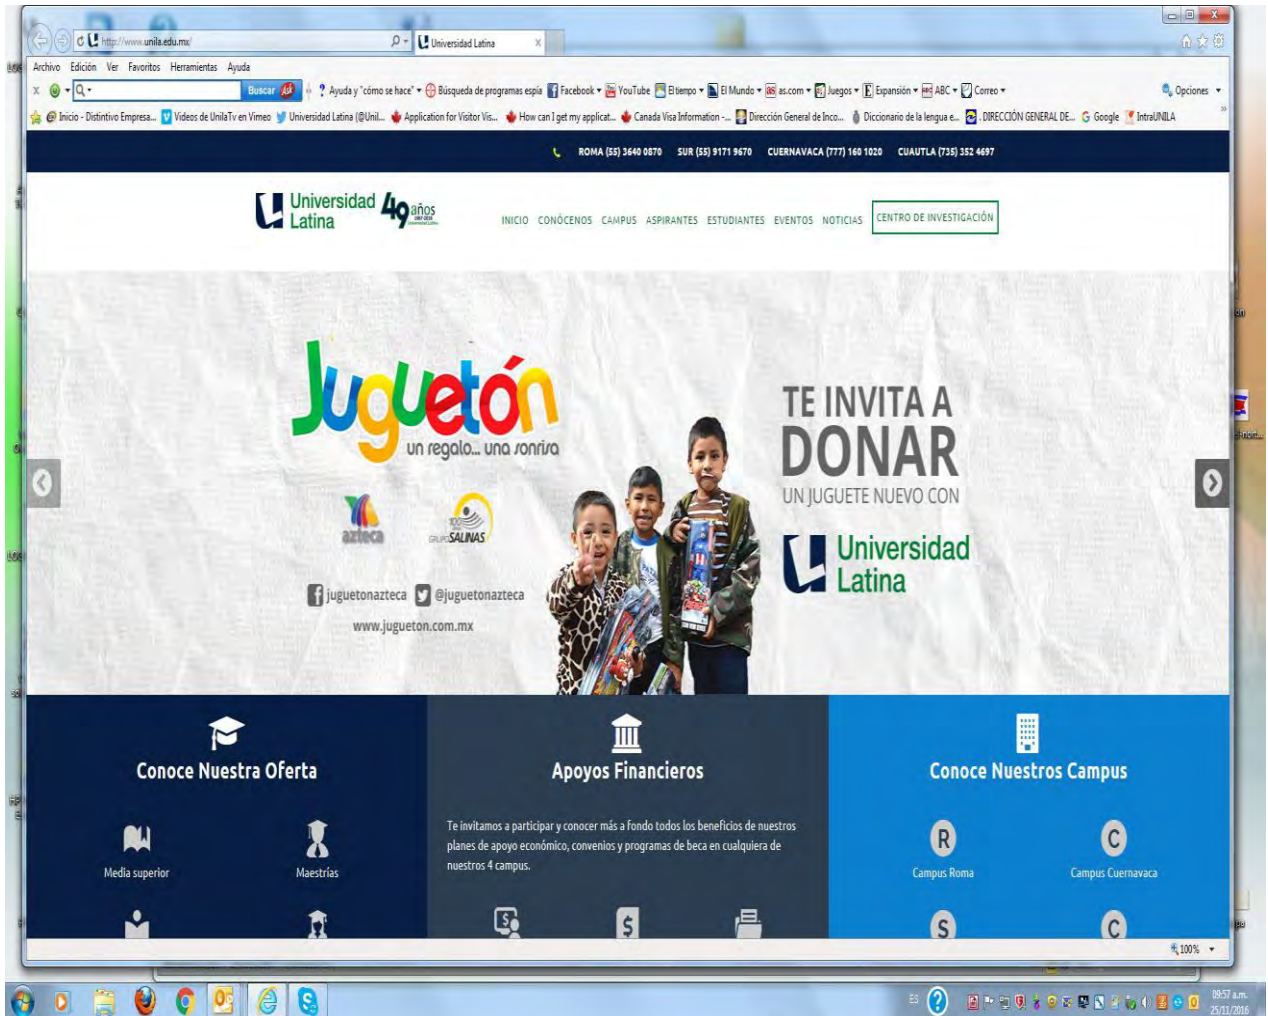 http://www.unila.edu.mx/
Universidad Latina
Archivo Edición Ver Favoritos Herramientas Ayuda
Buscar Ask ? Ayuda y "cómo se hace" Búsqueda de programas espía Facebook YouTube Eltiempo El Mundo as.com Juegos Expansión ABC Correo Opciones
Inicio - Distintivo Empresa... Videos de UnilaTv en Vimeo Universidad Latina (@Unil... Application for Visitor Vis... How can I get my applicat... Canada Visa Information -... Dirección General de Inco... Diccionario de la lengua e... . DIRECCIÓN GENERAL DE... Google IntraUNILA
ROMA (55) 3640 0870 SUR (55) 9171 9670 CUERNAVACA (777) 160 1020 CUAUTLA (735) 352 4697
Universidad
Latina
49 años
INICIO CONÓCENOS CAMPUS ASPIRANTES ESTUDIANTES EVENTOS NOTICIAS CENTRO DE INVESTIGACIÓN
Juguetón
un regalo... una sonrisa
azteca
GRUPO SALINAS
juguetonazteca @juguetonazteca
www.jugueton.com.mx
TE INVITA A
DONAR
UN JUGUETE NUEVO CON
Universidad
Latina
Conoce Nuestra Oferta
Media superior
Maestrías
Apoyos Financieros
Te invitamos a participar y conocer más a fondo todos los beneficios de nuestros
planes de apoyo económico, convenios y programas de beca en cualquiera de
nuestros 4 campus.
Conoce Nuestros Campus
R
C
Campus Roma
Campus Cuernavaca
S
C
100%
ES
09:57 a.m.
25/11/2016